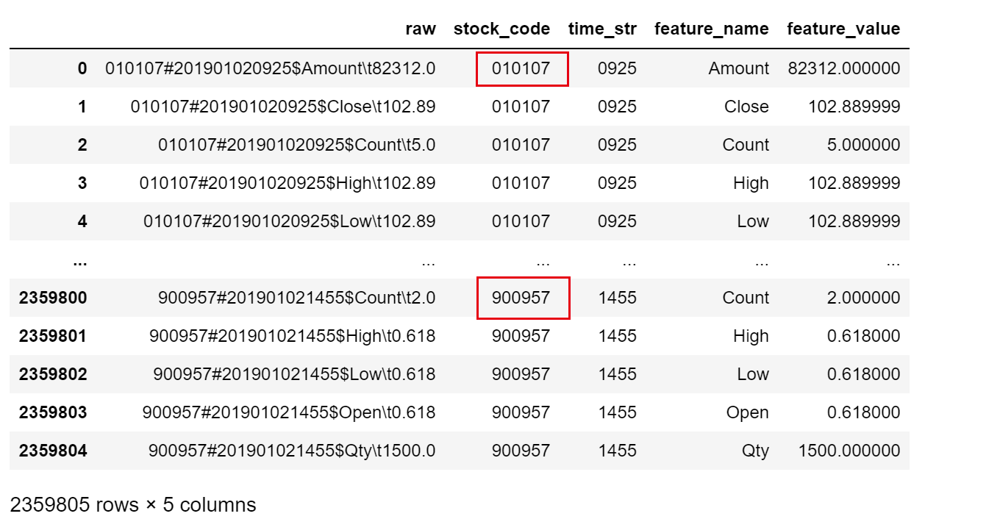 raw stock_code time_str feature_name feature_value
0 010107#201901020925$Amount\t82312.0 010107 0925 Amount 82312.000000
1 010107#201901020925$Close\t102.89 010107 0925 Close 102.889999
2 010107#201901020925$Count\t5.0 010107 0925 Count 5.000000
3 010107#201901020925$High\t102.89 010107 0925 High 102.889999
4 010107#201901020925$Low\t102.89 010107 0925 Low 102.889999
... ... ... ... ... ...
2359800 900957#201901021455$Count\t2.0 900957 1455 Count 2.000000
2359801 900957#201901021455$High\t0.618 900957 1455 High 0.618000
2359802 900957#201901021455$Low\t0.618 900957 1455 Low 0.618000
2359803 900957#201901021455$Open\t0.618 900957 1455 Open 0.618000
2359804 900957#201901021455$Qty\t1500.0 900957 1455 Qty 1500.000000
2359805 rows × 5 columns